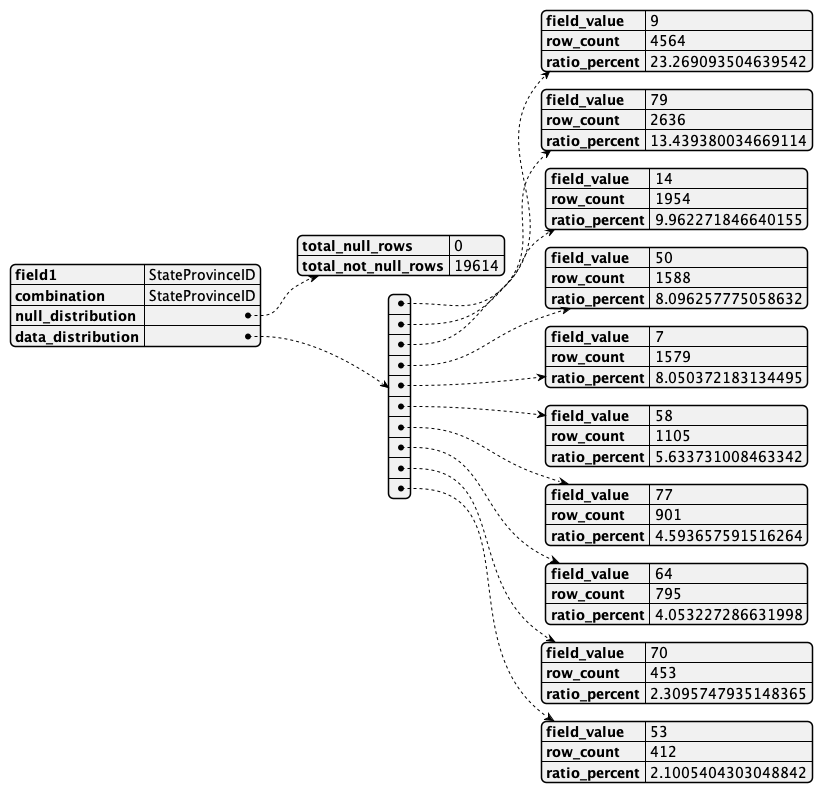 field1 StateProvinceID
combination StateProvinceID
null_distribution
data_distribution
total_null_rows 0
total_not_null_rows 19614
field_value 9
row_count 4564
ratio_percent 23.269093504639542
field_value 79
row_count 2636
ratio_percent 13.439380034669114
field_value 14
row_count 1954
ratio_percent 9.962271846640155
field_value 50
row_count 1588
ratio_percent 8.096257775058632
field_value 7
row_count 1579
ratio_percent 8.050372183134495
field_value 58
row_count 1105
ratio_percent 5.633731008463342
field_value 77
row_count 901
ratio_percent 4.593657591516264
field_value 64
row_count 795
ratio_percent 4.053227286631998
field_value 70
row_count 453
ratio_percent 2.3095747935148365
field_value 53
row_count 412
ratio_percent 2.1005404303048842